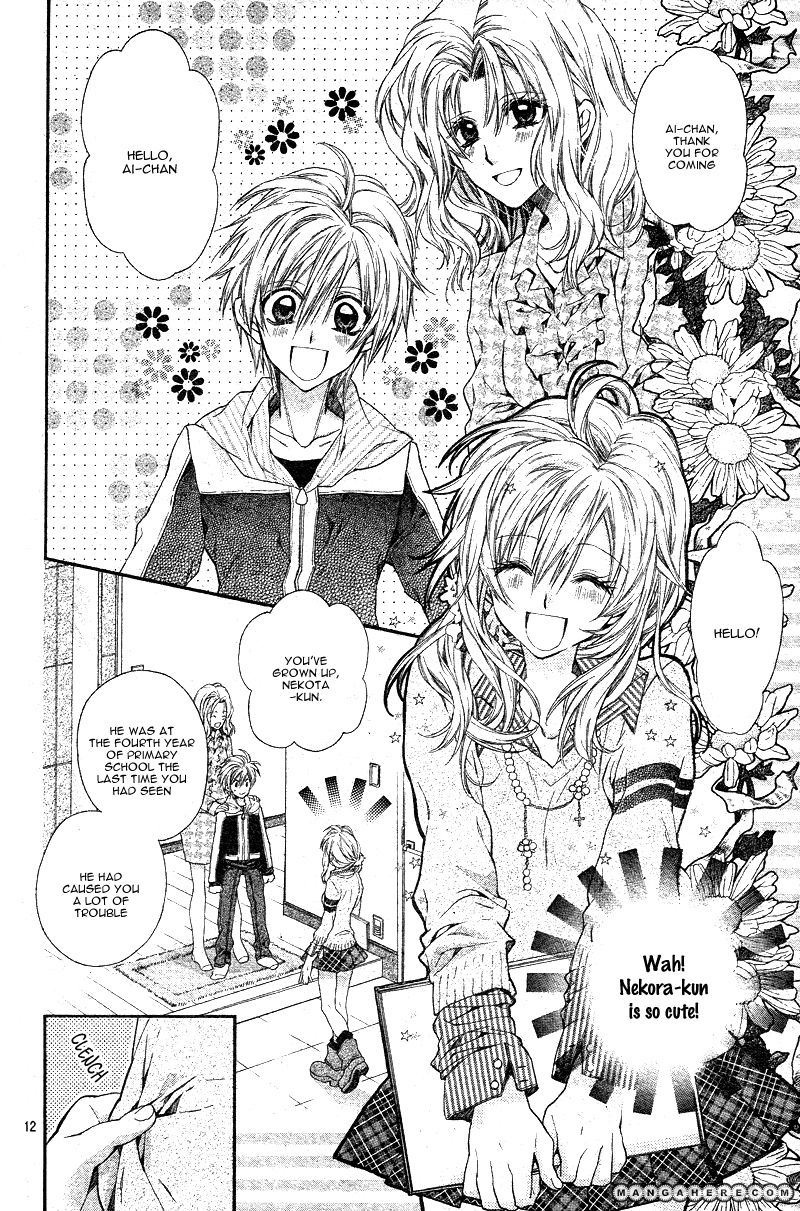 AI-CHAN,
THANK
YOU FOR
COMING
HELLO,
AI-CHAN
HELLO!
YOU'VE
GROWN UP,
NEKOTA
-KUN.
HE WAS AT
THE FOURTH YEAR
OF PRIMARY
SCHOOL THE
LAST TIME YOU
HAD SEEN
HE HAD
CAUSED YOU
A LOT OF
TROUBLE
Wah!
Nekora-kun
is so cute!
CLENCH
12
MANGAHERE.COM